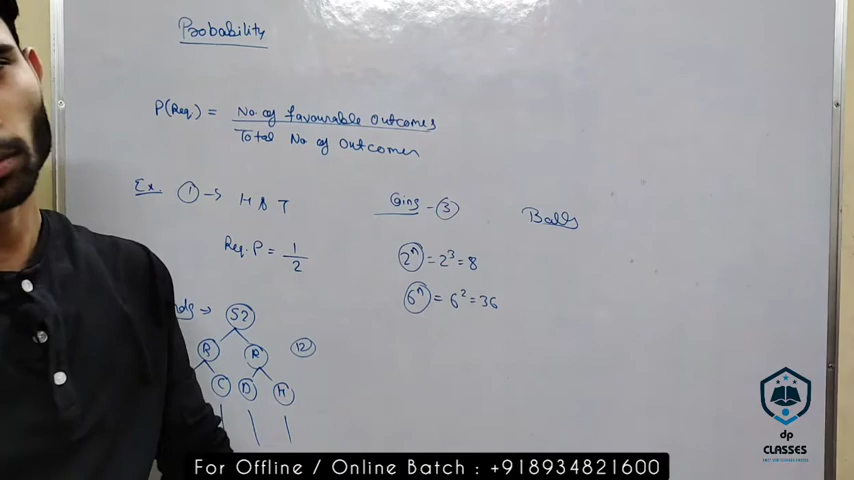 Probability
P(Req) = No of favourable outcomes
Total No of outcomes
Ex. 1 → H & T
Req. P = 1
2
Coins - 3
2ⁿ = 2³ = 8
6ⁿ = 6² = 36
Balls
→ 52
B R 12
C D H
dp
CLASSES
For Offline / Online Batch : +918934821600